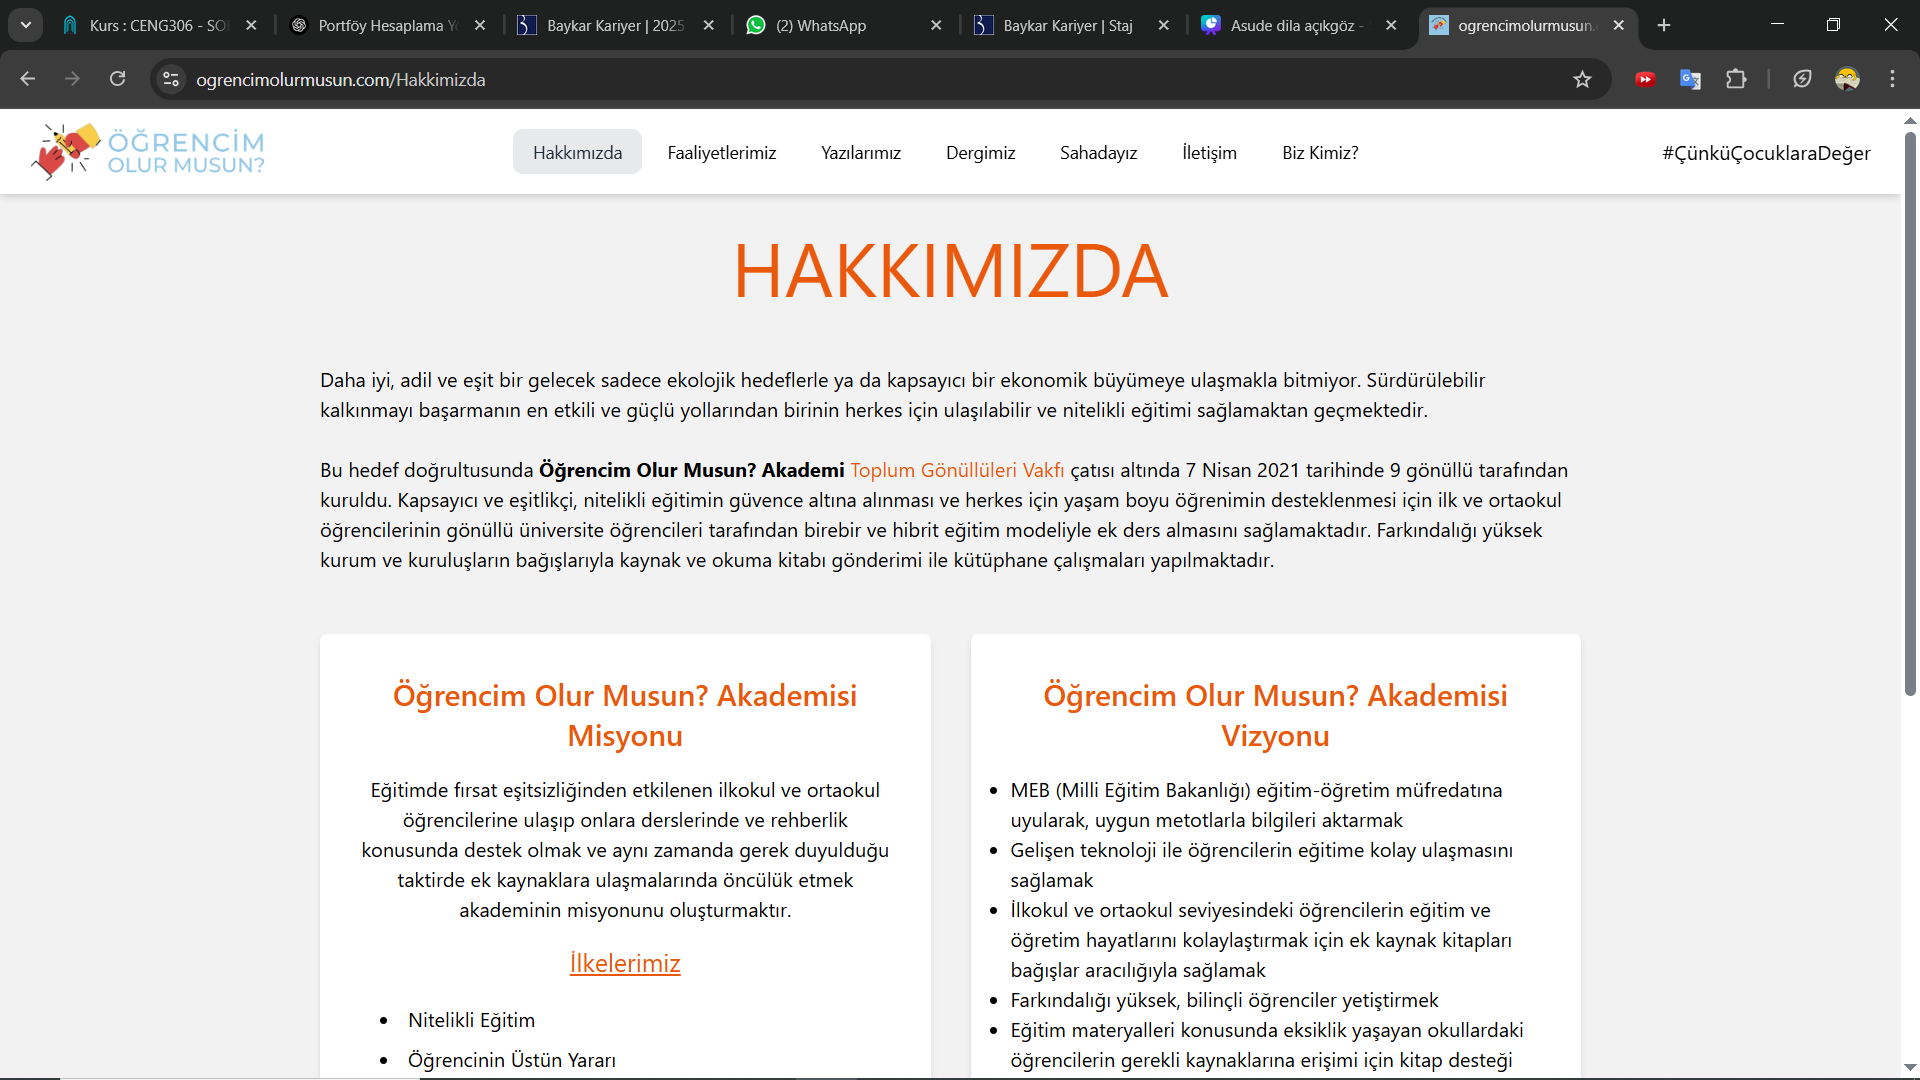 Kurs : CENG306 - SO
Portföy Hesaplama Y
Baykar Kariyer | 2025
(2) WhatsApp
Baykar Kariyer | Staj
Asude dila açıkgöz -
ogrencimolurmusun.
ogrencimolurmusun.com/Hakkimizda
ÖĞRENCİM
OLUR MUSUN?
Hakkımızda
Faaliyetlerimiz
Yazılarımız
Dergimiz
Sahadayız
İletişim
Biz Kimiz?
#ÇünküÇocuklaraDeğer
HAKKIMIZDA
Daha iyi, adil ve eşit bir gelecek sadece ekolojik hedeflerle ya da kapsayıcı bir ekonomik büyümeye ulaşmakla bitmiyor. Sürdürülebilir
kalkınmayı başarmanın en etkili ve güçlü yollarından birinin herkes için ulaşılabilir ve nitelikli eğitimi sağlamaktan geçmektedir.
Bu hedef doğrultusunda Öğrencim Olur Musun? Akademi Toplum Gönüllüleri Vakfı çatısı altında 7 Nisan 2021 tarihinde 9 gönüllü tarafından
kuruldu. Kapsayıcı ve eşitlikçi, nitelikli eğitimin güvence altına alınması ve herkes için yaşam boyu öğrenimin desteklenmesi için ilk ve ortaokul
öğrencilerinin gönüllü üniversite öğrencileri tarafından birebir ve hibrit eğitim modeliyle ek ders almasını sağlamaktadır. Farkındalığı yüksek
kurum ve kuruluşların bağışlarıyla kaynak ve okuma kitabı gönderimi ile kütüphane çalışmaları yapılmaktadır.
Öğrencim Olur Musun? Akademisi
Misyonu
Eğitimde fırsat eşitsizliğinden etkilenen ilkokul ve ortaokul
öğrencilerine ulaşıp onlara derslerinde ve rehberlik
konusunda destek olmak ve aynı zamanda gerek duyulduğu
taktirde ek kaynaklara ulaşmalarında öncülük etmek
akademinin misyonunu oluşturmaktır.
İlkelerimiz
• Nitelikli Eğitim
• Öğrencinin Üstün Yararı
Öğrencim Olur Musun? Akademisi
Vizyonu
• MEB (Milli Eğitim Bakanlığı) eğitim-öğretim müfredatına
uyularak, uygun metotlarla bilgileri aktarmak
• Gelişen teknoloji ile öğrencilerin eğitime kolay ulaşmasını
sağlamak
• İlkokul ve ortaokul seviyesindeki öğrencilerin eğitim ve
öğretim hayatlarını kolaylaştırmak için ek kaynak kitapları
bağışlar aracılığıyla sağlamak
• Farkındalığı yüksek, bilinçli öğrenciler yetiştirmek
• Eğitim materyalleri konusunda eksiklik yaşayan okullardaki
öğrencilerin gerekli kaynaklarına erişimi için kitap desteği